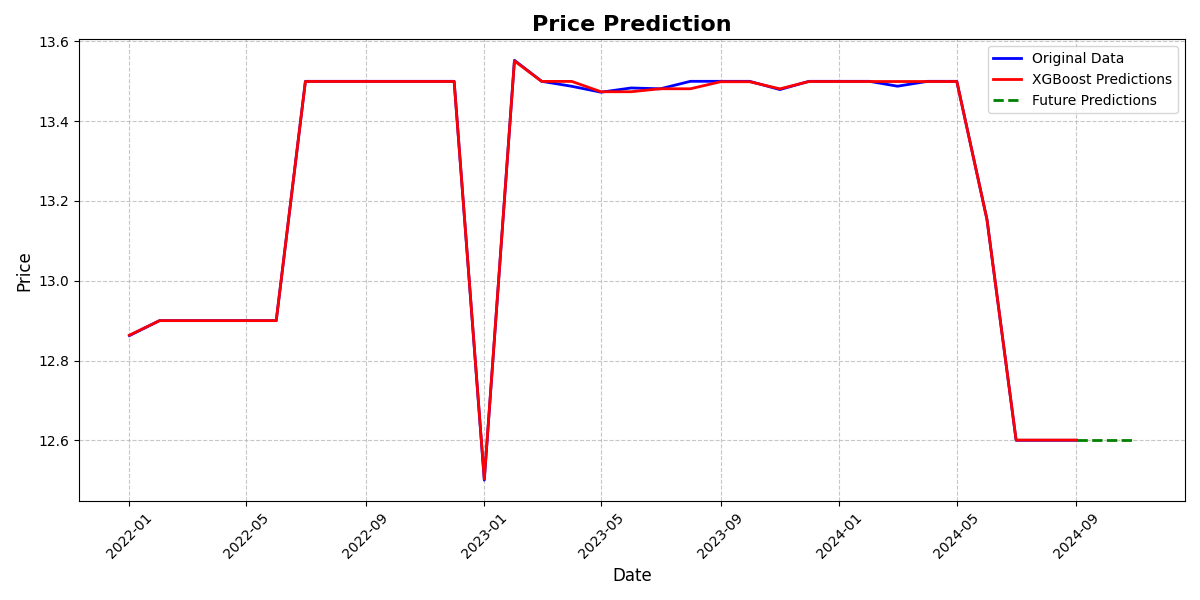 Price Prediction
Original Data
XGBoost Predictions
Future Predictions
Price
13.6
13.4
13.2
13.0
12.8
12.6
2022-01
2022-05
2022-09
2023-01
2023-05
2023-09
2024-01
2024-05
2024-09
Date